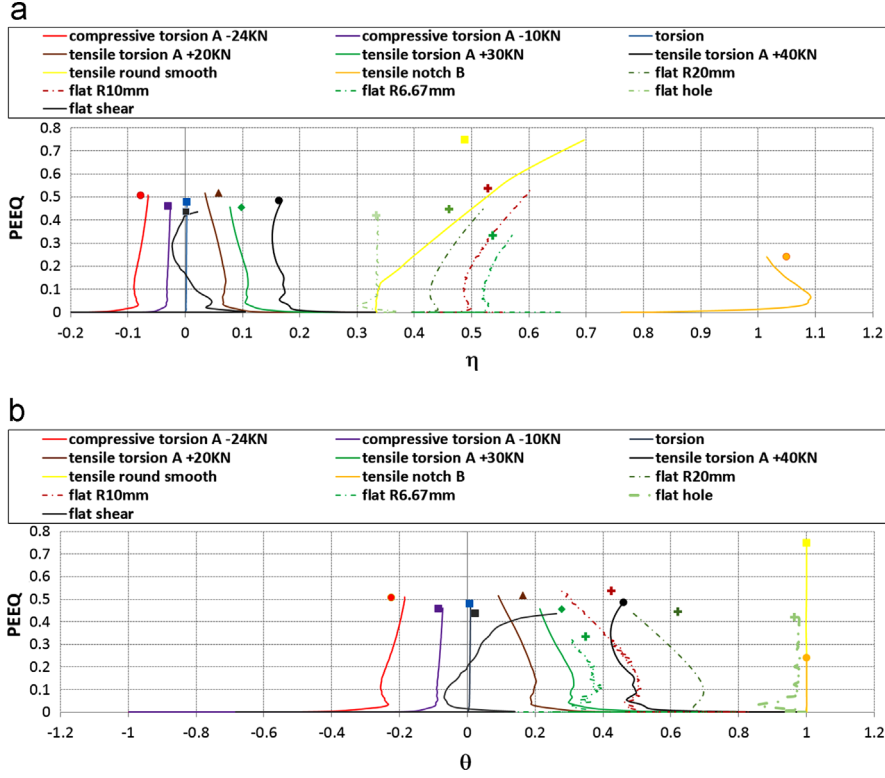 a
compressive torsion A -24KN compressive torsion A -10KN torsion
tensile torsion A +20KN tensile torsion A +30KN tensile torsion A +40KN
tensile round smooth tensile notch B flat R20mm
flat R10mm flat R6.67mm flat hole
flat shear
0.8
0.7
0.6
0.5
0.4
0.3
0.2
0.1
0
PEEQ
-0.2 -0.1 0 0.1 0.2 0.3 0.4 0.5 0.6 0.7 0.8 0.9 1 1.1 1.2
η
b
compressive torsion A -24KN compressive torsion A -10KN torsion
tensile torsion A +20KN tensile torsion A +30KN tensile torsion A +40KN
tensile round smooth tensile notch B flat R20mm
flat R10mm flat R6.67mm flat hole
flat shear
0.8
0.7
0.6
0.5
0.4
0.3
0.2
0.1
0
PEEQ
-1.2 -1 -0.8 -0.6 -0.4 -0.2 0 0.2 0.4 0.6 0.8 1 1.2
θ